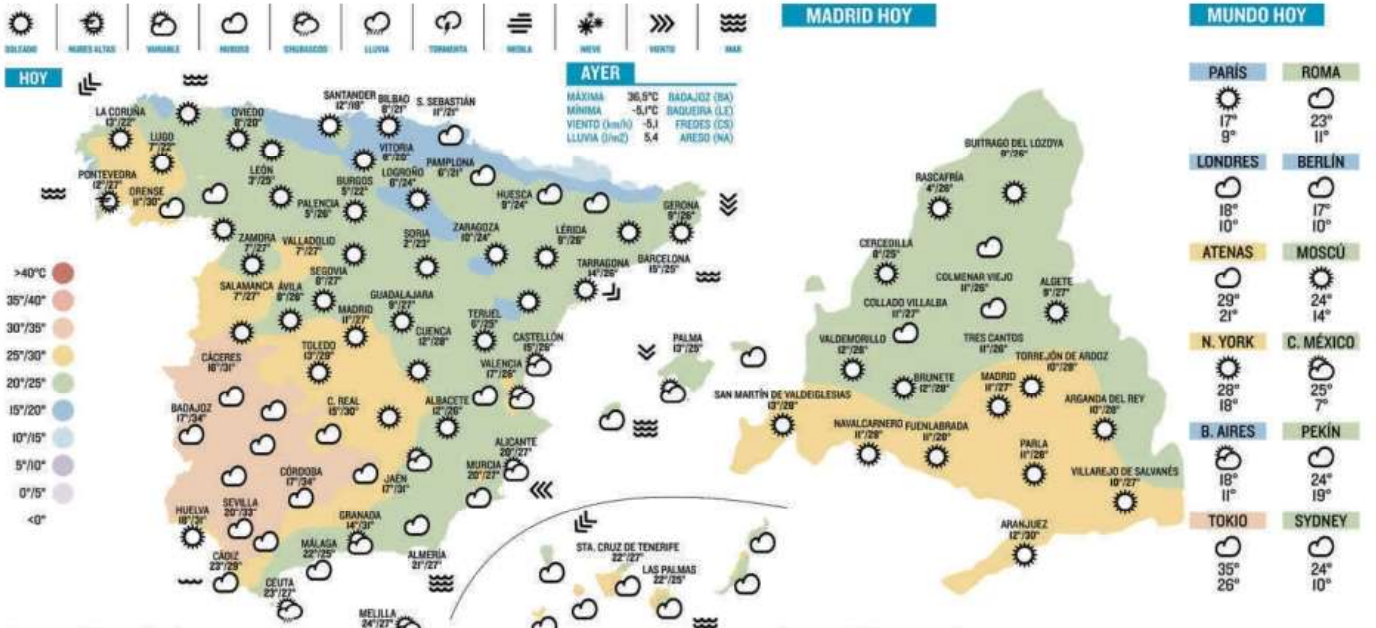 SOLEADO
NUBES ALTAS
VARIABLE
NUBOSO
CHUBASCOS
LLUVIA
TORMENTA
NIEBLA
NIEVE
VIENTO
MAR
HOY
AYER
MÁXIMA 36,5°C BADAJOZ (BA)
MÍNIMA -5,1°C BAQUEIRA (LE)
VIENTO (km/h) -5,1 FREDES (CS)
LLUVIA (l/m2) 5,4 ARESO (NA)
LA CORUÑA
13°/22°
LUGO
7°/22°
OVIEDO
8°/20°
SANTANDER
12°/19°
BILBAO
8°/21°
S. SEBASTIÁN
11°/21°
VITORIA
6°/20°
PAMPLONA
6°/21°
PONTEVEDRA
12°/27°
ORENSE
11°/30°
LEÓN
3°/25°
PALENCIA
5°/26°
BURGOS
5°/22°
LOGROÑO
8°/24°
HUESCA
9°/24°
GERONA
9°/26°
ZAMORA
7°/27°
VALLADOLID
7°/27°
SORIA
2°/23°
ZARAGOZA
10°/24°
LÉRIDA
9°/26°
BARCELONA
15°/25°
TARRAGONA
14°/26°
SALAMANCA
7°/27°
ÁVILA
8°/26°
SEGOVIA
8°/27°
MADRID
11°/27°
GUADALAJARA
9°/27°
CUENCA
12°/28°
TERUEL
6°/25°
CASTELLÓN
15°/26°
PALMA
13°/25°
TOLEDO
13°/29°
CÁCERES
16°/31°
VALENCIA
17°/26°
BADAJOZ
17°/34°
C. REAL
15°/30°
ALBACETE
12°/26°
ALICANTE
20°/27°
MURCIA
20°/27°
CÓRDOBA
17°/34°
JAÉN
17°/31°
HUELVA
18°/31°
SEVILLA
20°/33°
GRANADA
14°/31°
CÁDIZ
23°/29°
MÁLAGA
22°/25°
ALMERÍA
21°/27°
CEUTA
23°/27°
MELILLA
24°/27°
STA. CRUZ DE TENERIFE
22°/27°
LAS PALMAS
22°/25°
>40°C
35°/40°
30°/35°
25°/30°
20°/25°
15°/20°
10°/15°
5°/10°
0°/5°
<0°
MADRID HOY
BUITRAGO DEL LOZOYA
9°/26°
RASCAFRÍA
4°/26°
CERCEDILLA
8°/25°
COLMENAR VIEJO
11°/26°
ALGETE
9°/27°
COLLADO VILLALBA
11°/27°
VALDEMORILLO
12°/26°
TRES CANTOS
11°/26°
TORREJÓN DE ARDOZ
10°/28°
BRUNETE
12°/28°
MADRID
11°/27°
SAN MARTÍN DE VALDEIGLESIAS
13°/28°
ARGANDA DEL REY
10°/28°
NAVALCARNERO
11°/28°
FUENLABRADA
11°/28°
PARLA
11°/28°
VILLAREJO DE SALVANÉS
10°/27°
ARANJUEZ
12°/30°
MUNDO HOY
PARÍS
17°
9°
ROMA
23°
11°
LONDRES
18°
10°
BERLÍN
17°
10°
ATENAS
29°
21°
MOSCÚ
24°
14°
N. YORK
28°
18°
C. MÉXICO
25°
7°
B. AIRES
18°
11°
PEKÍN
24°
19°
TOKIO
35°
26°
SYDNEY
24°
10°